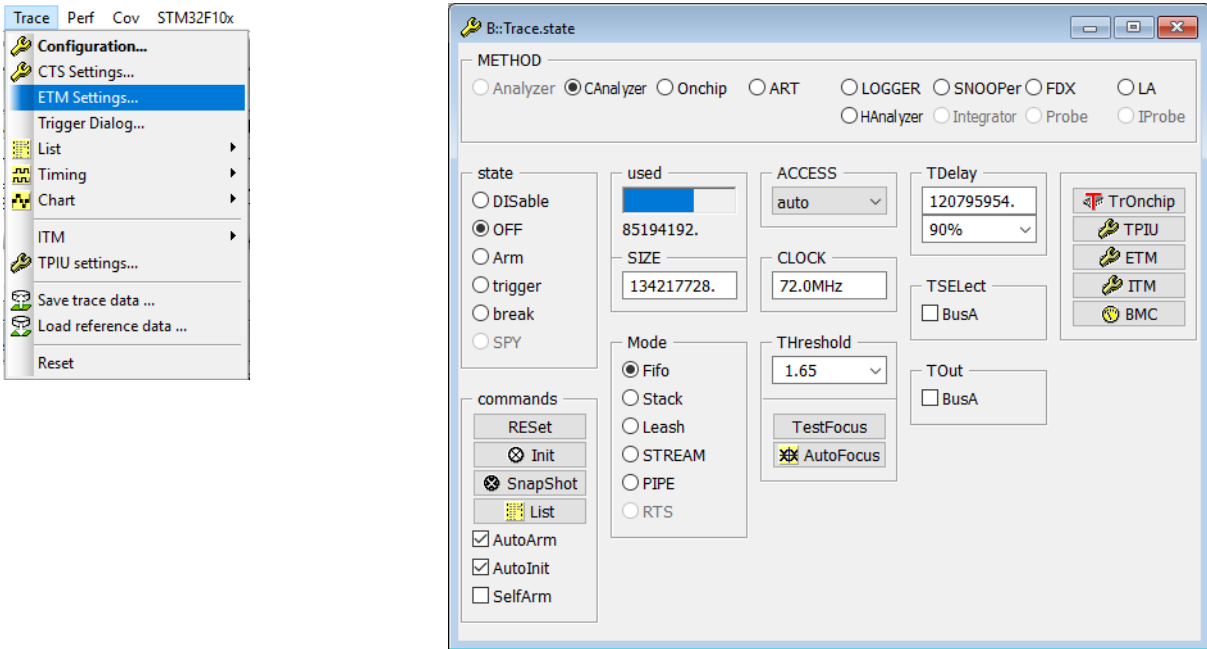 Trace Perf Cov STM32F10x
Configuration...
CTS Settings...
ETM Settings...
Trigger Dialog...
List
Timing
Chart
ITM
TPIU settings...
Save trace data ...
Load reference data ...
Reset
B::Trace.state
METHOD
Analyzer CAnalyzer Onchip ART LOGGER SNOOPer FDX LA
HAnalyzer Integrator Probe IProbe
state
DISable
OFF
Arm
trigger
break
SPY
commands
RESet
Init
SnapShot
List
AutoArm
AutoInit
SelfArm
used
85194192.
SIZE
134217728.
Mode
Fifo
Stack
Leash
STREAM
PIPE
RTS
ACCESS
auto
CLOCK
72.0MHz
THreshold
1.65
TestFocus
AutoFocus
TDelay
120795954.
90%
TSELect
BusA
TOut
BusA
TrOnchip
TPIU
ETM
ITM
BMC